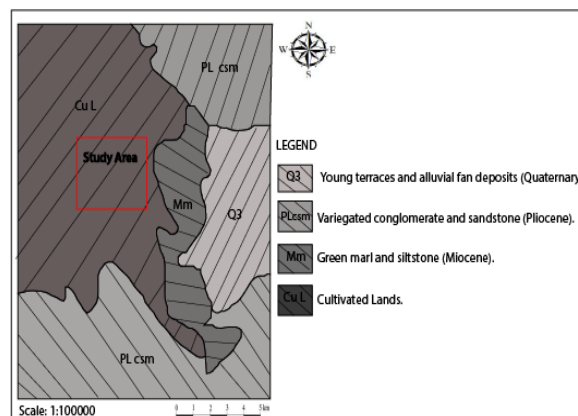 PL csm
Cu L
Study Area
Mm
Q3
PL csm
Scale: 1:100000
0 1 2 3 4 5 km
N
W E
S
LEGEND
Q3 Young terraces and alluvial fan deposits (Quaternary
PLcsm Variegated conglomerate and sandstone (Pliocene).
Mm Green marl and siltstone (Miocene).
Cu L Cultivated Lands.